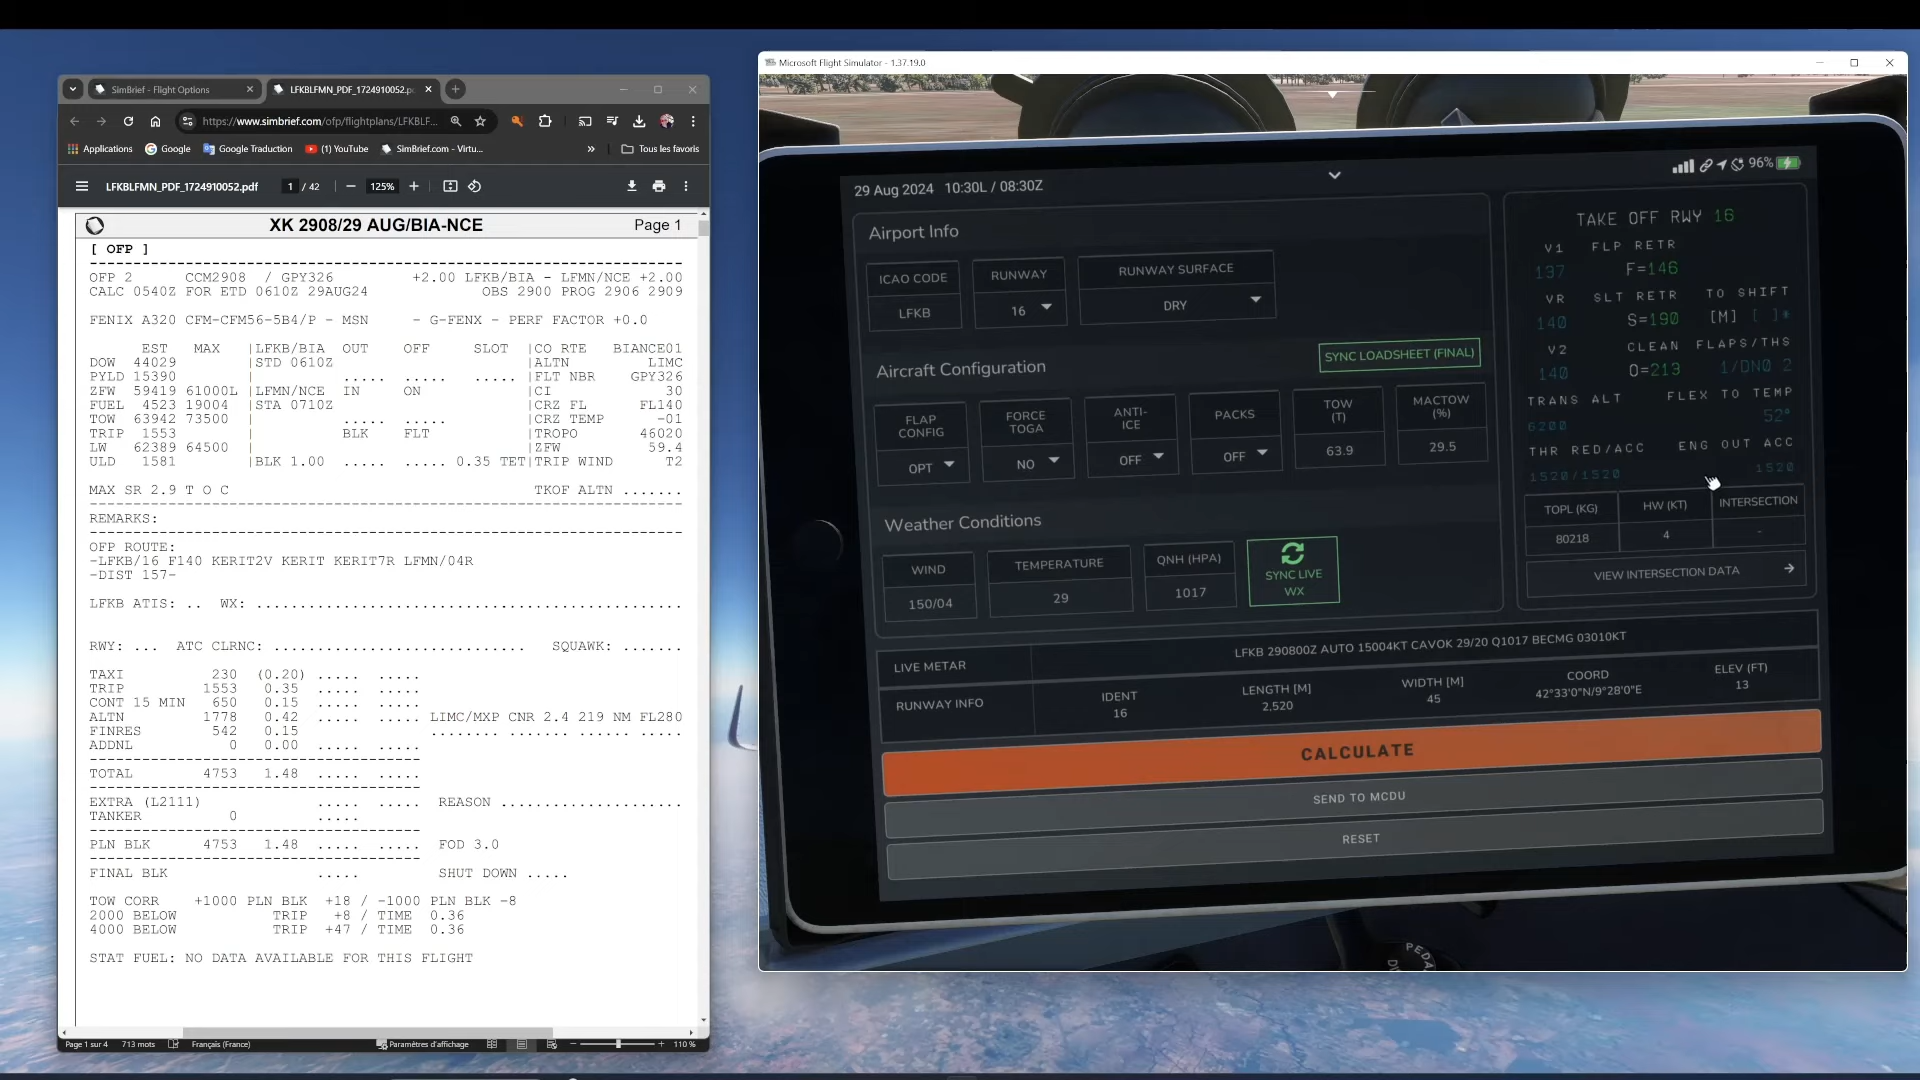 SimBrief - Flight Options
LFKBLFMN_PDF_1724910052.p
https://www.simbrief.com/ofp/flightplans/LFKBLF...
Applications
Google
Google Traduction
(1) YouTube
SimBrief.com - Virtu...
»
Tous les favoris
LFKBLFMN_PDF_1724910052.pdf
1 / 42
125%
XK 2908/29 AUG/BIA-NCE Page 1
[ OFP ]
OFP 2 CCM2908 / GPY326 +2.00 LFKB/BIA - LFMN/NCE +2.00
CALC 0540Z FOR ETD 0610Z 29AUG24 OBS 2900 PROG 2906 2909
FENIX A320 CFM-CFM56-5B4/P - MSN - G-FENX - PERF FACTOR +0.0
EST MAX |LFKB/BIA OUT OFF SLOT |CO RTE BIANCE01
DOW 44029 |STD 0610Z |ALTN LIMC
PYLD 15390 | ..... ..... ..... |FLT NBR GPY326
ZFW 59419 61000L |LFMN/NCE IN ON |CI 30
FUEL 4523 19004 |STA 0710Z |CRZ FL FL140
TOW 63942 73500 | ..... ..... |CRZ TEMP -01
TRIP 1553 | BLK FLT |TROPO 46020
LW 62389 64500 | |ZFW 59.4
ULD 1581 |BLK 1.00 ..... ..... 0.35 TET|TRIP WIND T2
MAX SR 2.9 T O C TKOF ALTN .......
REMARKS:
OFP ROUTE:
-LFKB/16 F140 KERIT2V KERIT KERIT7R LFMN/04R
-DIST 157-
LFKB ATIS: .. WX: .............................................
RWY: ... ATC CLRNC: ........................... SQUAWK: .......
TAXI 230 (0.20) ..... .....
TRIP 1553 0.35 ..... .....
CONT 15 MIN 650 0.15 ..... .....
ALTN 1778 0.42 ..... ..... LIMC/MXP CNR 2.4 219 NM FL280
FINRES 542 0.15 ..... ..... ........ ....... ...... ..... .....
ADDNL 0 0.00 ..... .....
TOTAL 4753 1.48 ..... .....
EXTRA (L2111) ..... ..... REASON .......................
TANKER 0 .....
PLN BLK 4753 1.48 ..... ..... FOD 3.0
FINAL BLK ..... SHUT DOWN .....
TOW CORR +1000 PLN BLK +18 / -1000 PLN BLK -8
2000 BELOW TRIP +8 / TIME 0.36
4000 BELOW TRIP +47 / TIME 0.36
STAT FUEL: NO DATA AVAILABLE FOR THIS FLIGHT
Page 1 sur 4
713 mots
Français (France)
Paramètres d'affichage
110 %
Microsoft Flight Simulator - 1.37.19.0
29 Aug 2024 10:30L / 08:30Z
96%
Airport Info
ICAO CODE
LFKB
RUNWAY
16
RUNWAY SURFACE
DRY
Aircraft Configuration
SYNC LOADSHEET (FINAL)
FLAP CONFIG
OPT
FORCE TOGA
NO
ANTI-ICE
OFF
PACKS
OFF
TOW (T)
63.9
MACTOW (%)
29.5
Weather Conditions
WIND
150/04
TEMPERATURE
29
QNH (HPA)
1017
SYNC LIVE WX
TAKE OFF RWY 16
V1 FLP RETR
137 F=146
VR SLT RETR TO SHIFT
140 S=190 [M] [ ]*
V2 CLEAN FLAPS/THS
140 O=213 1/DN0 2
TRANS ALT FLEX TO TEMP
6200 52°
THR RED/ACC ENG OUT ACC
1520/1520 1520
TOPL (KG)
80218
HW (KT)
4
INTERSECTION
-
VIEW INTERSECTION DATA
LIVE METAR
LFKB 290800Z AUTO 15004KT CAVOK 29/20 Q1017 BECMG 03010KT
RUNWAY INFO
IDENT
16
LENGTH [M]
2,520
WIDTH [M]
45
COORD
42°33'0"N/9°28'0"E
ELEV (FT)
13
CALCULATE
SEND TO MCDU
RESET
PEDA